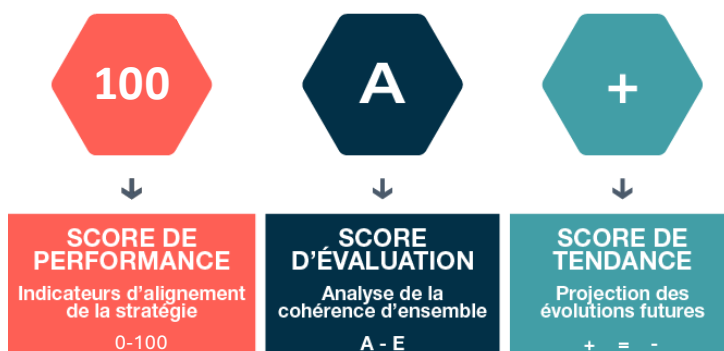 100
A
+
SCORE DE
PERFORMANCE
Indicateurs d'alignement
de la stratégie
0-100
SCORE
D'ÉVALUATION
Analyse de la
cohérence d'ensemble
A - E
SCORE DE
TENDANCE
Projection des
évolutions futures
+ = -